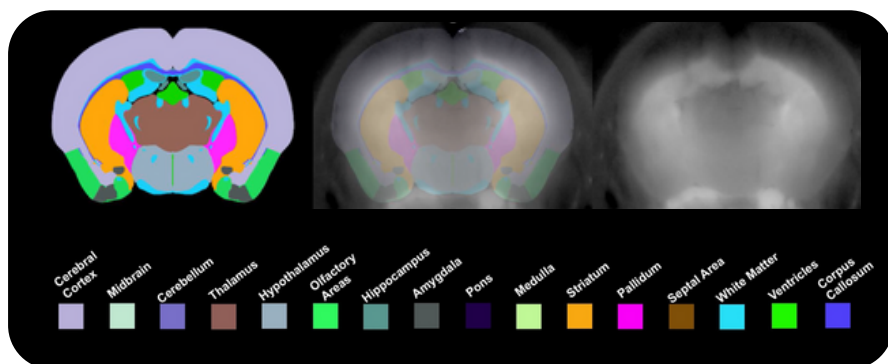 Cerebral
Cortex
Midbrain
Cerebellum
Thalamus
Hypothalamus
Olfactory
Areas
Hippocampus
Amygdala
Pons
Medulla
Striatum
Pallidum
Septal Area
White Matter
Ventricles
Corpus
Callosum